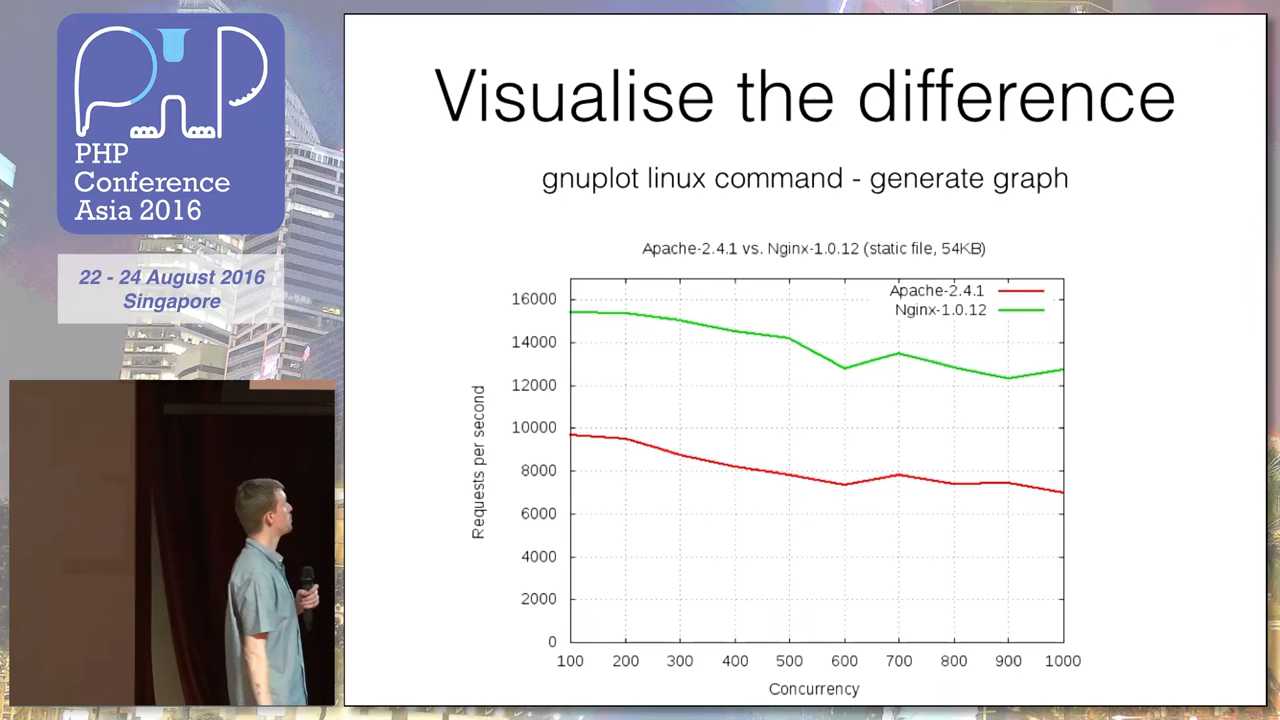 PHP
PHP
Conference
Asia 2016
22 - 24 August 2016
Singapore
Visualise the difference
gnuplot linux command - generate graph
Apache-2.4.1 vs. Nginx-1.0.12 (static file, 54KB)
Apache-2.4.1
Nginx-1.0.12
16000
14000
12000
10000
8000
6000
4000
2000
0
Requests per second
100 200 300 400 500 600 700 800 900 1000
Concurrency